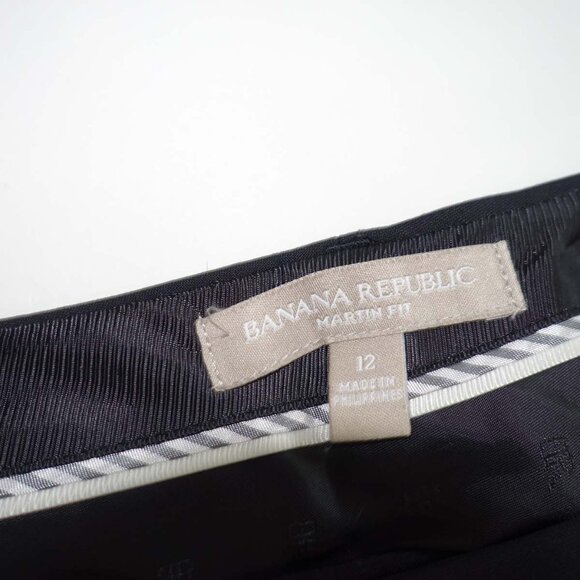 BANANA REPUBLIC
MARTIN FIT
12
MADE IN
PHILIPPINES